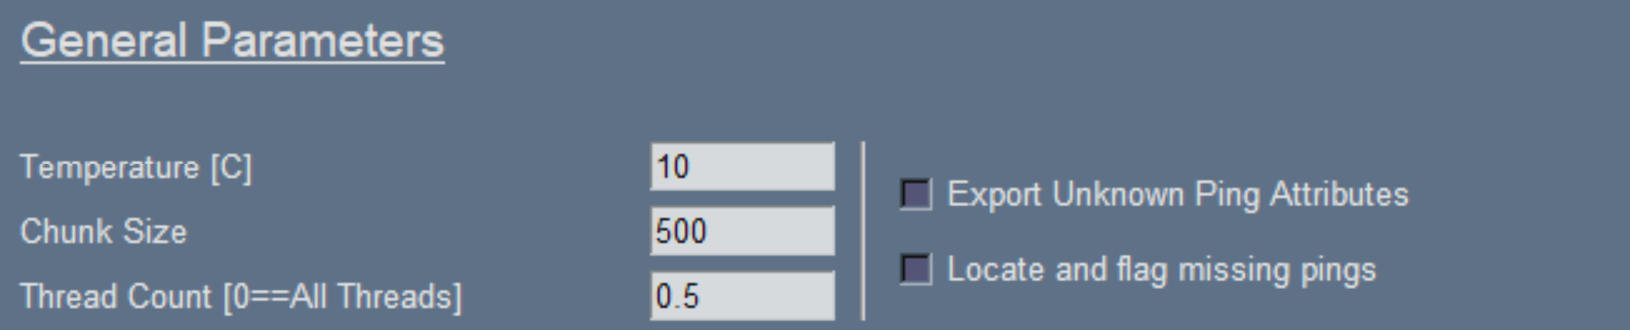 General Parameters
Temperature [C] 10
Chunk Size 500
Thread Count [0==All Threads] 0.5
Export Unknown Ping Attributes
Locate and flag missing pings